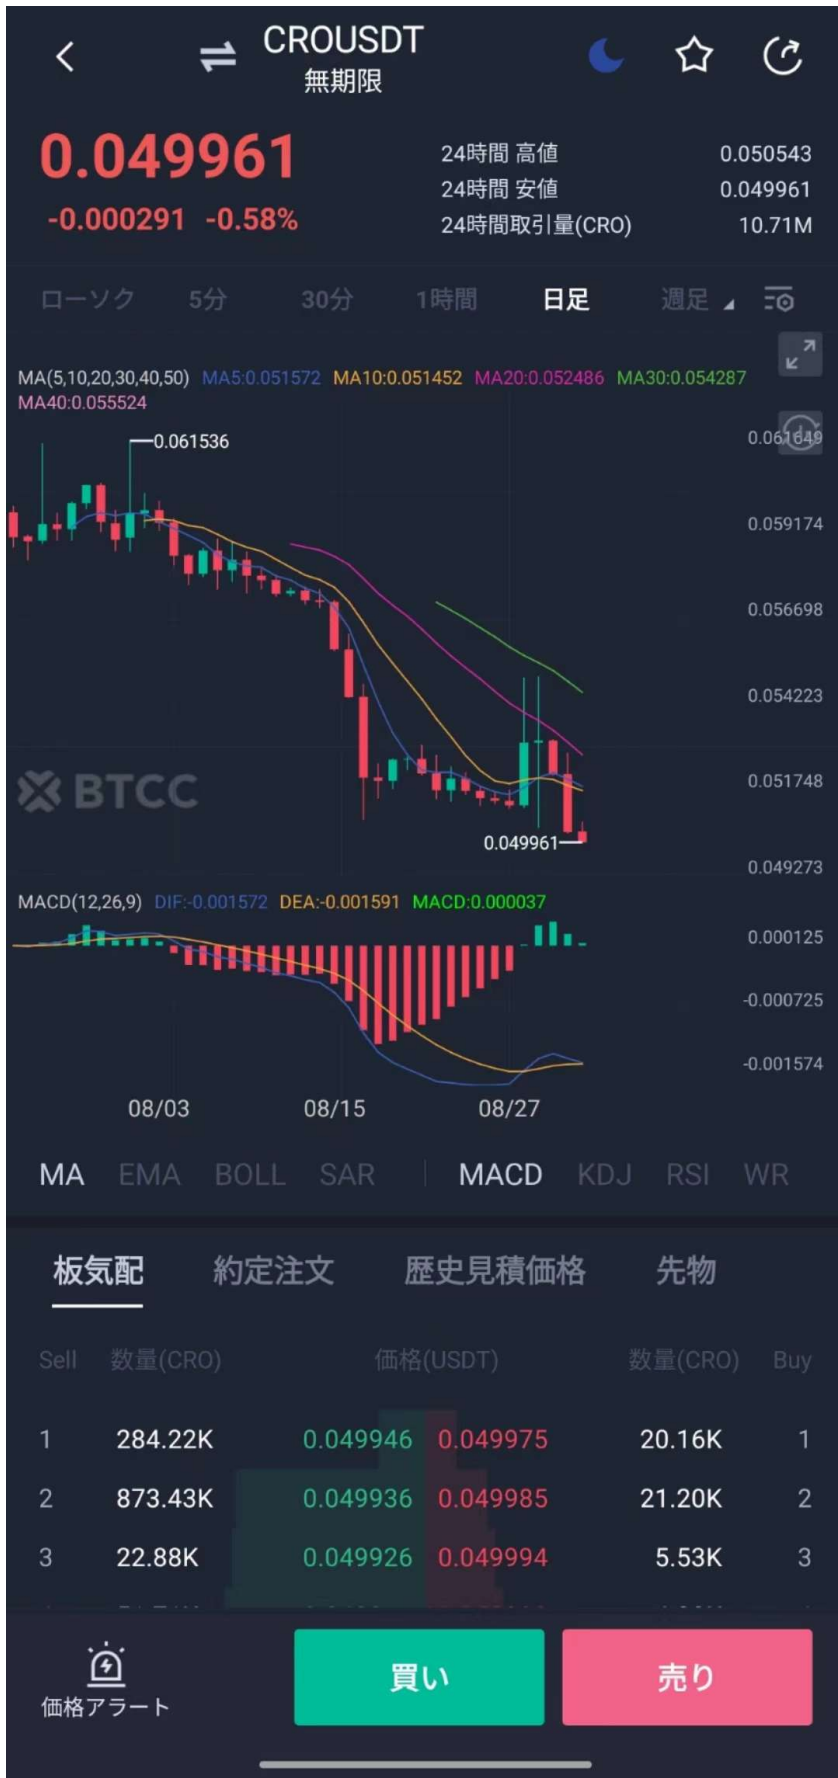 CROUSDT
無期限
0.049961
-0.000291 -0.58%
24時間 高値 0.050543
24時間 安値 0.049961
24時間取引量(CRO) 10.71M
ローソク 5分 30分 1時間 日足 週足
MA(5,10,20,30,40,50) MA5:0.051572 MA10:0.051452 MA20:0.052486 MA30:0.054287
MA40:0.055524
0.061536
0.061649
0.059174
0.056698
0.054223
0.051748
BTCC
0.049961
0.049273
MACD(12,26,9) DIF:-0.001572 DEA:-0.001591 MACD:0.000037
0.000125
-0.000725
-0.001574
08/03 08/15 08/27
MA EMA BOLL SAR MACD KDJ RSI WR
板気配 約定注文 歴史見積価格 先物
Sell 数量(CRO) 価格(USDT) 数量(CRO) Buy
1 284.22K 0.049946 0.049975 20.16K 1
2 873.43K 0.049936 0.049985 21.20K 2
3 22.88K 0.049926 0.049994 5.53K 3
価格アラート 買い 売り